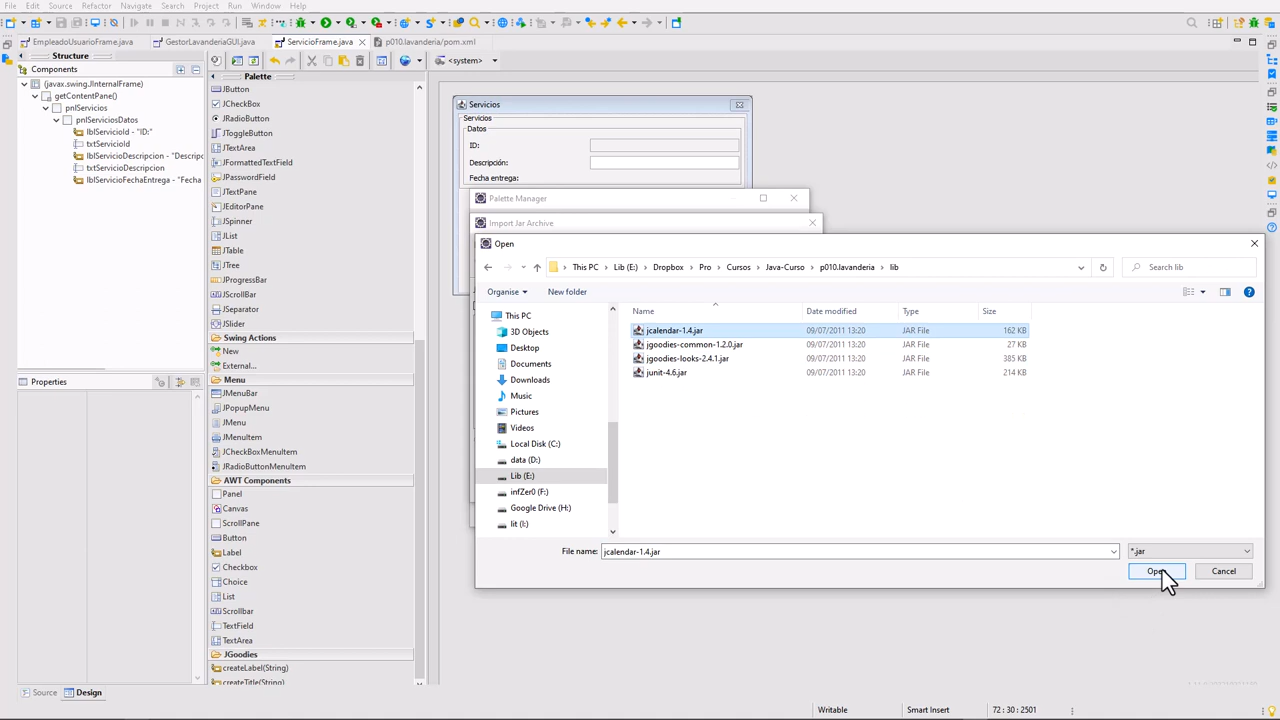 File Edit Source Refactor Navigate Search Project Run Window Help
EmpleadoUsuarioFrame.java GestorLavanderiaGUI.java ServicioFrame.java p010.lavanderia/pom.xml
Structure
Components
(javax.swing.JInternalFrame)
getContentPane()
pnlServicios
pnlServiciosDatos
lblServicioId - "ID:"
txtServicioId
lblServicioDescripcion - "Descripc
txtServicioDescripcion
lblServicioFechaEntrega - "Fecha
Properties
Source Design
<system>
Palette
JButton
JCheckBox
JRadioButton
JToggleButton
JTextArea
JFormattedTextField
JPasswordField
JTextPane
JEditorPane
JSpinner
JList
JTable
JTree
JProgressBar
JScrollBar
JSeparator
JSlider
Swing Actions
New
External...
Menu
JMenuBar
JPopupMenu
JMenu
JMenuItem
JCheckBoxMenuItem
JRadioButtonMenuItem
AWT Components
Panel
Canvas
ScrollPane
Button
Label
Checkbox
Choice
List
Scrollbar
TextField
TextArea
JGoodies
createLabel(String)
createTitle(String)
Servicios
Servicios
Datos
ID:
Descripción:
Fecha entrega:
Palette Manager
Import Jar Archive
Open
This PC Lib (E:) Dropbox Pro Cursos Java-Curso p010.lavanderia lib
Search lib
Organise New folder
This PC
3D Objects
Desktop
Documents
Downloads
Music
Pictures
Videos
Local Disk (C:)
data (D:)
Lib (E:)
infZer0 (F:)
Google Drive (H:)
lit (I:)
Name Date modified Type Size
jcalendar-1.4.jar 09/07/2011 13:20 JAR File 162 KB
jgoodies-common-1.2.0.jar 09/07/2011 13:20 JAR File 27 KB
jgoodies-looks-2.4.1.jar 09/07/2011 13:20 JAR File 385 KB
junit-4.6.jar 09/07/2011 13:20 JAR File 214 KB
File name: jcalendar-1.4.jar *.jar
Open Cancel
Writable Smart Insert 72 : 30 : 2501